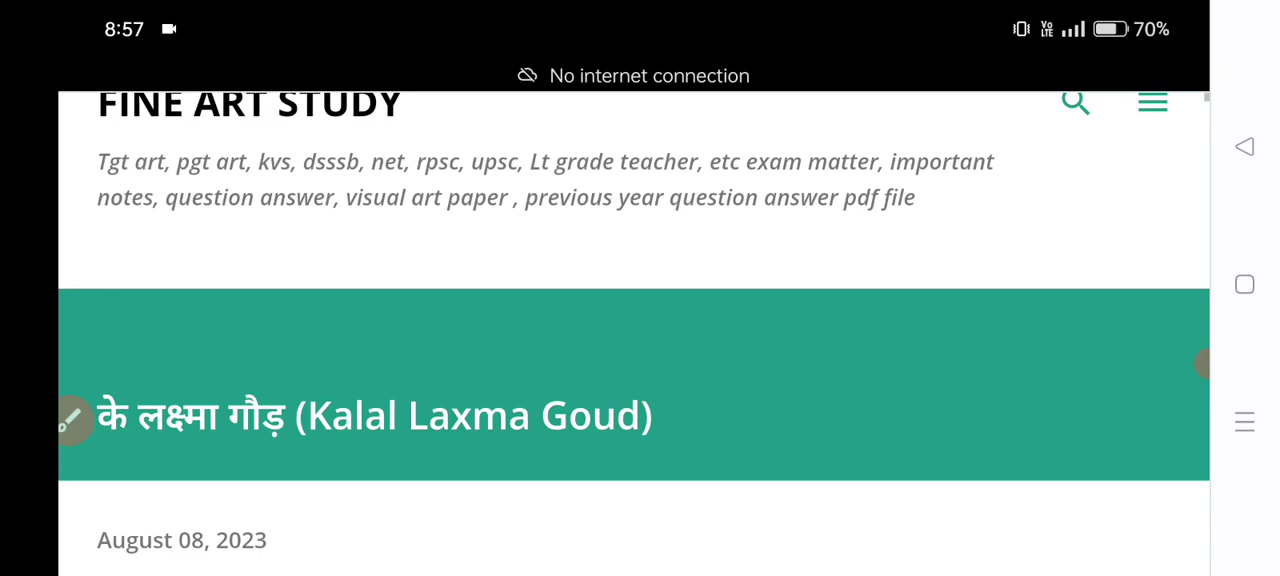 8:57
VoLTE 70%
No internet connection
FINE ART STUDY
Tgt art, pgt art, kvs, dsssb, net, rpsc, upsc, Lt grade teacher, etc exam matter, important
notes, question answer, visual art paper , previous year question answer pdf file
के लक्ष्मा गौड़ (Kalal Laxma Goud)
August 08, 2023